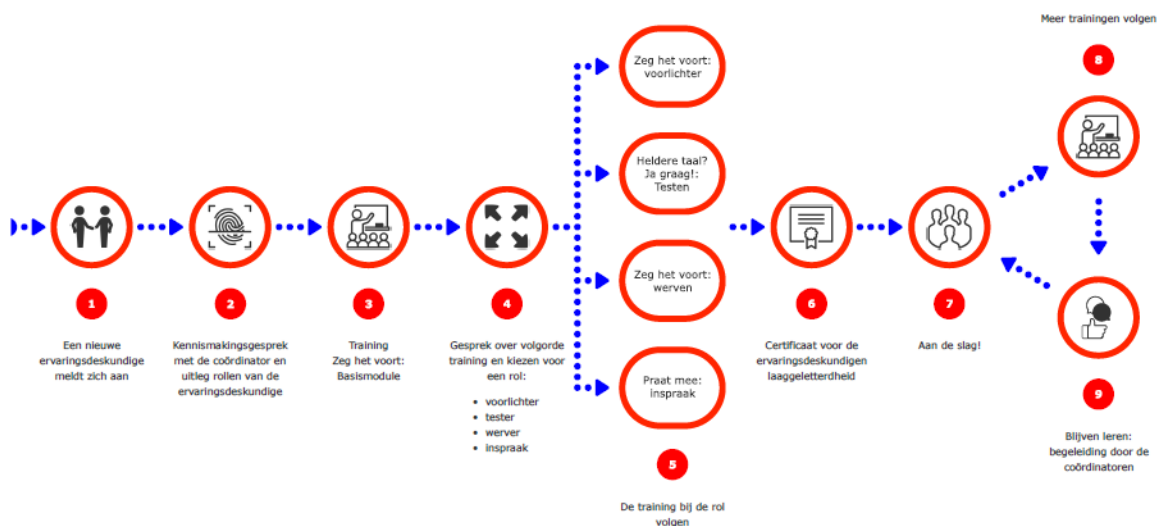 1
Een nieuwe
ervaringsdeskundige
meldt zich aan
2
Kennismakingsgesprek
met de coördinator en
uitleg rollen van de
ervaringsdeskundige
3
Training
Zeg het voort:
Basismodule
4
Gesprek over volgorde
training en kiezen voor
een rol:
• voorlichter
• tester
• werver
• inspraak
Zeg het voort:
voorlichter
Heldere taal?
Ja graag!:
Testen
Zeg het voort:
werven
Praat mee:
inspraak
5
De training bij de rol
volgen
6
Certificaat voor de
ervaringsdeskundigen
laaggeletterdheid
7
Aan de slag!
Meer trainingen volgen
8
9
Blijven leren:
begeleiding door de
coördinatoren